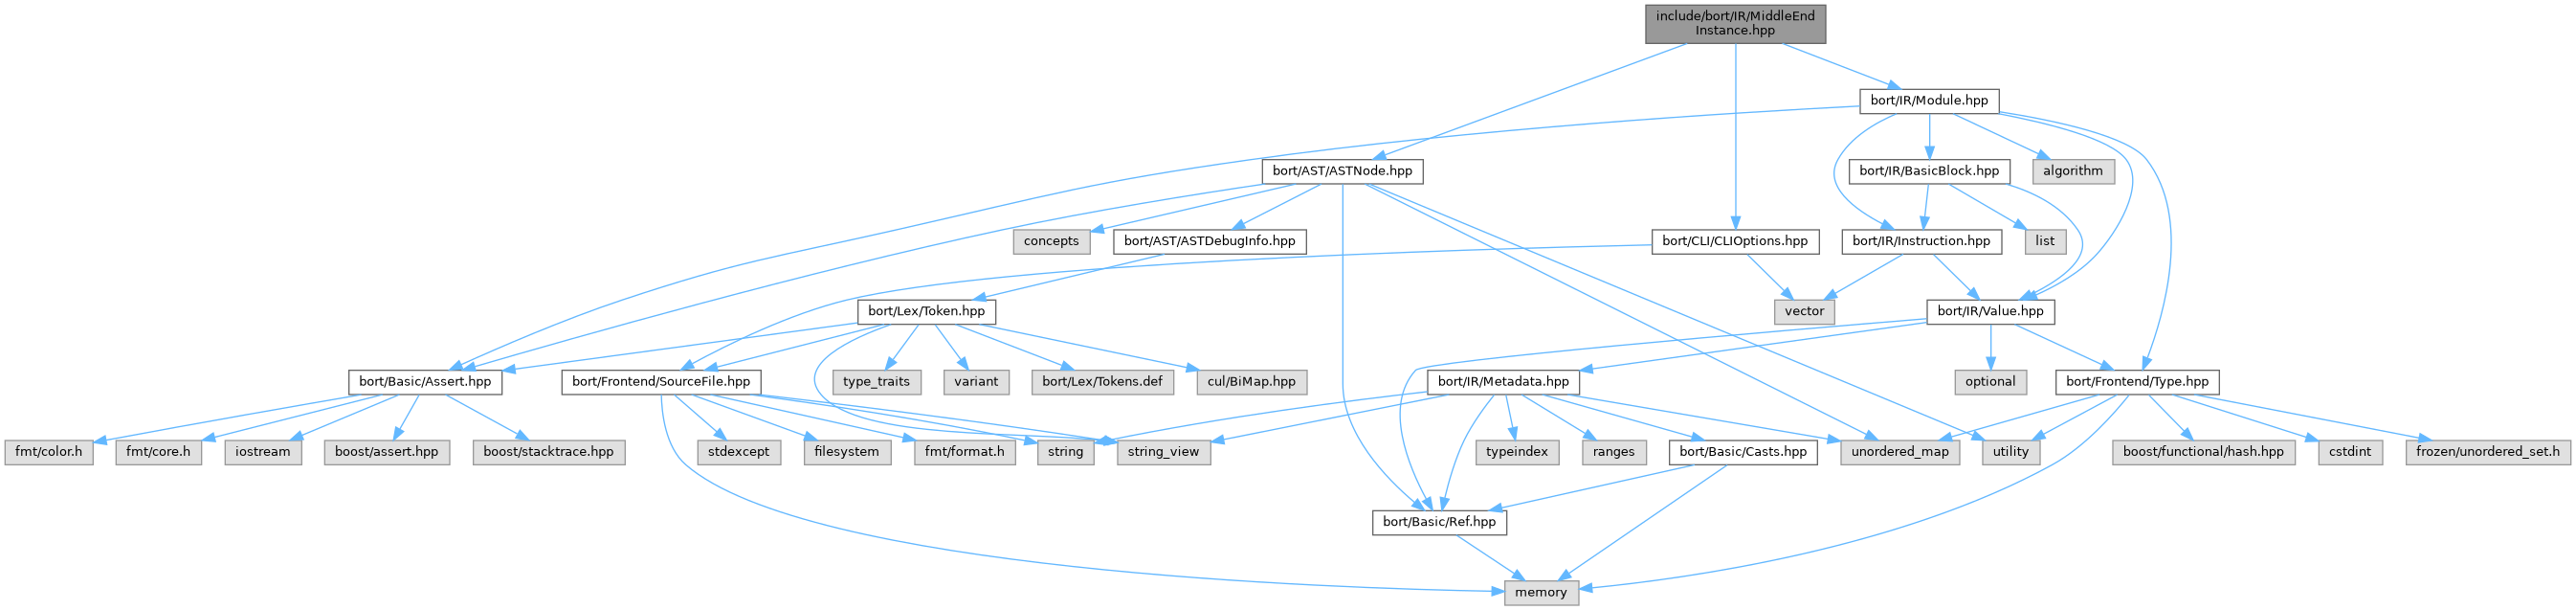 include/bort/IR/MiddleEnd
Instance.hpp
bort/IR/Module.hpp
bort/AST/ASTNode.hpp
bort/IR/BasicBlock.hpp
algorithm
concepts
bort/AST/ASTDebugInfo.hpp
bort/CLI/CLIOptions.hpp
bort/IR/Instruction.hpp
list
bort/Lex/Token.hpp
vector
bort/IR/Value.hpp
bort/Basic/Assert.hpp
bort/Frontend/SourceFile.hpp
type_traits
variant
bort/Lex/Tokens.def
cul/BiMap.hpp
bort/IR/Metadata.hpp
optional
bort/Frontend/Type.hpp
fmt/color.h
fmt/core.h
iostream
boost/assert.hpp
boost/stacktrace.hpp
stdexcept
filesystem
fmt/format.h
string
string_view
typeindex
ranges
bort/Basic/Casts.hpp
unordered_map
utility
boost/functional/hash.hpp
cstdint
frozen/unordered_set.h
bort/Basic/Ref.hpp
memory